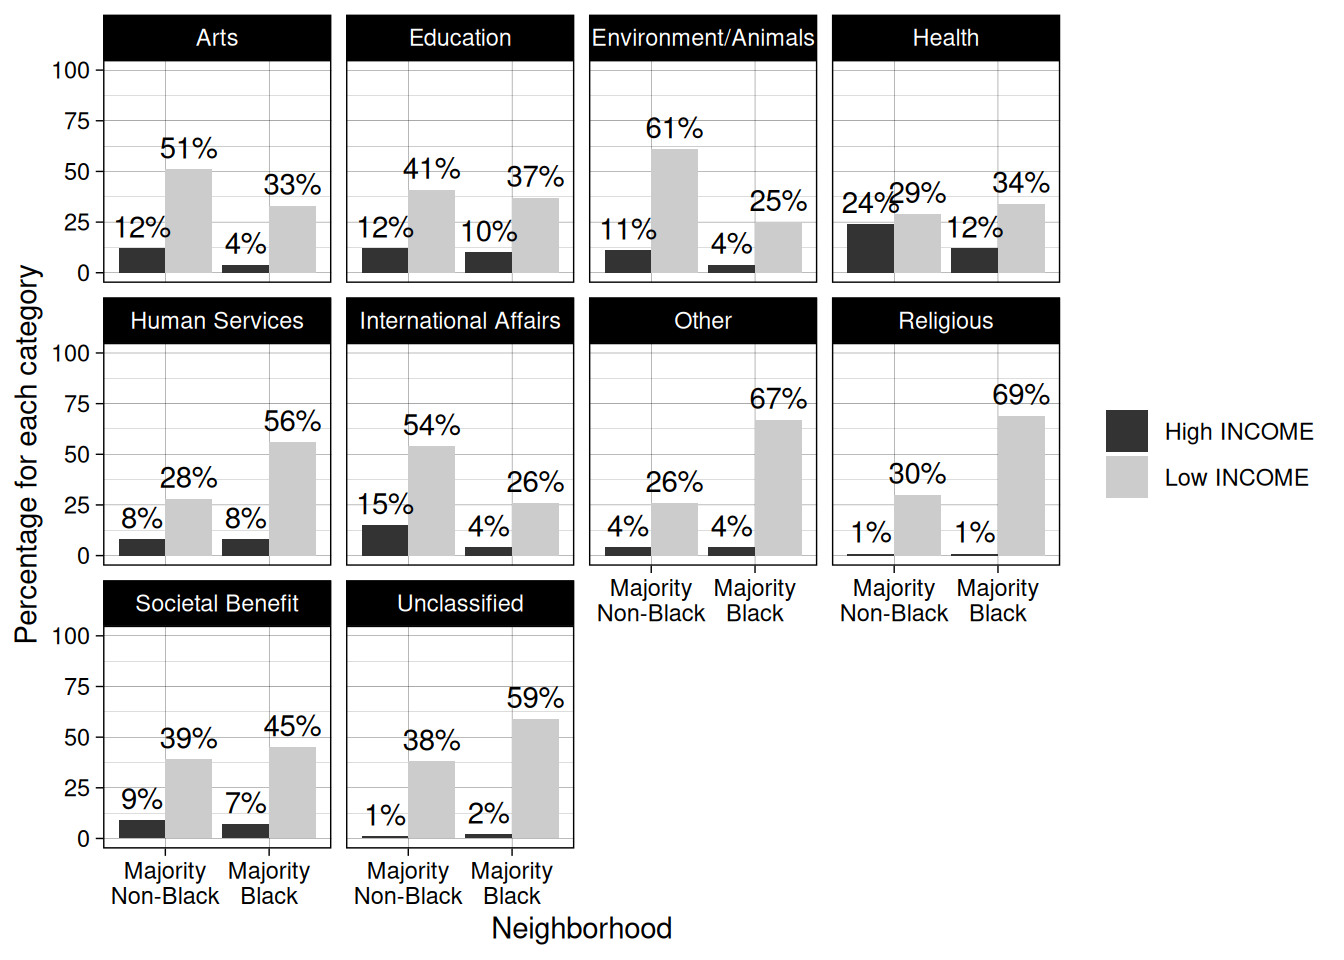 Arts
Education
Environment/Animals
Health
100
75
50
25
0
12%
51%
4%
33%
12%
41%
10%
37%
11%
61%
4%
25%
24%
29%
12%
34%
Human Services
International Affairs
Other
Religious
100
75
50
25
0
8%
28%
8%
56%
15%
54%
4%
26%
4%
26%
4%
67%
1%
30%
1%
69%
Majority
Non-Black
Majority
Black
Majority
Non-Black
Majority
Black
Societal Benefit
Unclassified
100
75
50
25
0
9%
39%
7%
45%
1%
38%
2%
59%
Majority
Non-Black
Majority
Black
Majority
Non-Black
Majority
Black
Neighborhood
Percentage for each category
High INCOME
Low INCOME